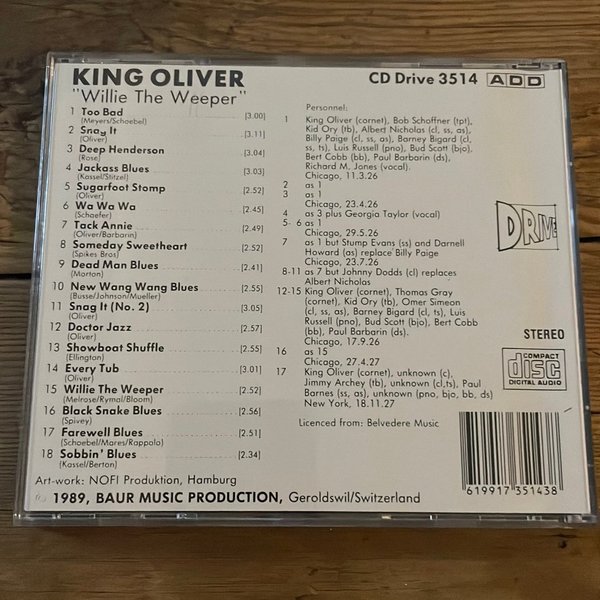 KING OLIVER
"Willie The Weeper"
CD Drive 3514 ADD
1 Too Bad [3.00]
(Meyers/Schoebel)
2 Snag It [3.11]
(Oliver)
3 Deep Henderson [3.04]
(Rose)
4 Jackass Blues [3.03]
(Kassel/Stitzel)
5 Sugarfoot Stomp [2.52]
(Oliver)
6 Wa Wa Wa [2.45]
(Schaefer)
7 Tack Annie [2.49]
(Oliver/Barbarin)
8 Someday Sweetheart [2.52]
(Spikes Bros)
9 Dead Man Blues [2.41]
(Morton)
10 New Wang Wang Blues [2.55]
(Busse/Johnson/Mueller)
11 Snag It (No. 2) [3.05]
(Oliver)
12 Doctor Jazz [2.57]
(Oliver)
13 Showboat Shuffle [2.55]
(Ellington)
14 Every Tub [3.01]
(Oliver)
15 Willie The Weeper [2.52]
(Melrose/Rymal/Bloom)
16 Black Snake Blues [2.56]
(Spivey)
17 Farewell Blues [2.51]
(Schoebel/Mares/Rappolo)
18 Sobbin' Blues [2.34]
(Kassel/Berton)
Personnel:
1 King Oliver (cornet), Bob Schoffner (tpt),
Kid Ory (tb), Albert Nicholas (cl, ss, as),
Billy Paige (cl, ss, as), Barney Bigard (cl,
ss, ts), Luis Russell (pno), Bud Scott (bjo),
Bert Cobb (bb), Paul Barbarin (ds),
Richard M. Jones (vocal)
Chicago, 11.3.26
2 as 1
3 as 1
Chicago, 23.4.26
4 as 3 plus Georgia Taylor (vocal)
5- 6 as 1
Chicago, 29.5.26
7 as 1 but Stump Evans (ss) and Darnell
Howard (as) replace Billy Paige
Chicago, 23.7.26
8-11 as 7 but Johnny Dodds (cl) replaces
Albert Nicholas
12-15 King Oliver (cornet), Thomas Gray
(cornet), Kid Ory (tb), Omer Simeon
(cl, ss, as), Barney Bigard (cl, ts), Luis
Russell (pno), Bud Scott (bjo), Bert Cobb
(bb), Paul Barbarin (ds).
Chicago, 17.9.26
16 as 15
Chicago, 27.4.27
17 King Oliver (cornet), unknown (c),
Jimmy Archey (tb), unknown (cl,ts), Paul
Barnes (ss, as), unknown (pno, bjo, bb, ds)
New York, 18.11.27
Licenced from: Belvedere Music
DRIVE
STEREO
COMPACT
disc
DIGITAL AUDIO
619917 351438
Art-work: NOFI Produktion, Hamburg
℗ 1989, BAUR MUSIC PRODUCTION, Geroldswil/Switzerland